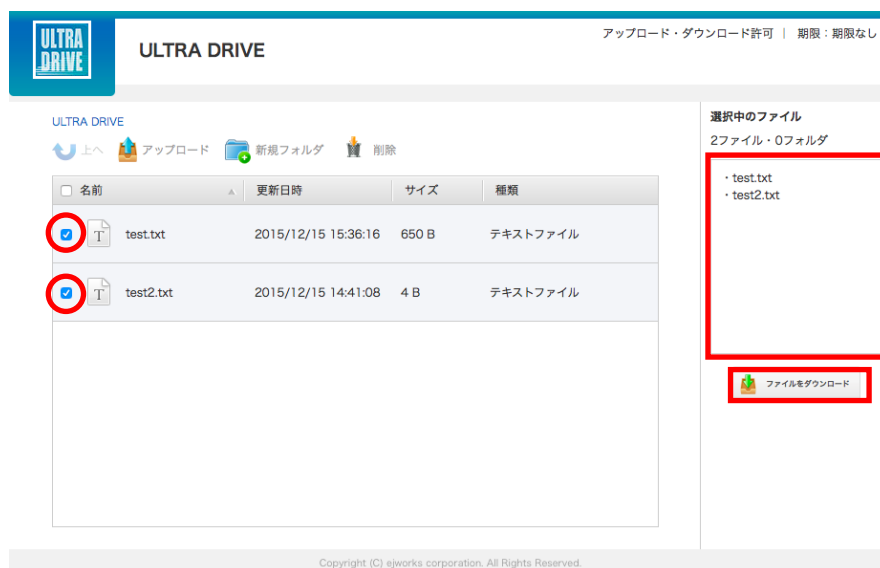 ULTRA
DRIVE
ULTRA DRIVE
アップロード・ダウンロード許可 | 期限:期限なし
ULTRA DRIVE
上へ アップロード 新規フォルダ 削除
名前 更新日時 サイズ 種類
T test.txt 2015/12/15 15:36:16 650 B テキストファイル
T test2.txt 2015/12/15 14:41:08 4 B テキストファイル
選択中のファイル
2ファイル・0フォルダ
・test.txt
・test2.txt
ファイルをダウンロード
Copyright (C) ejworks corporation. All Rights Reserved.